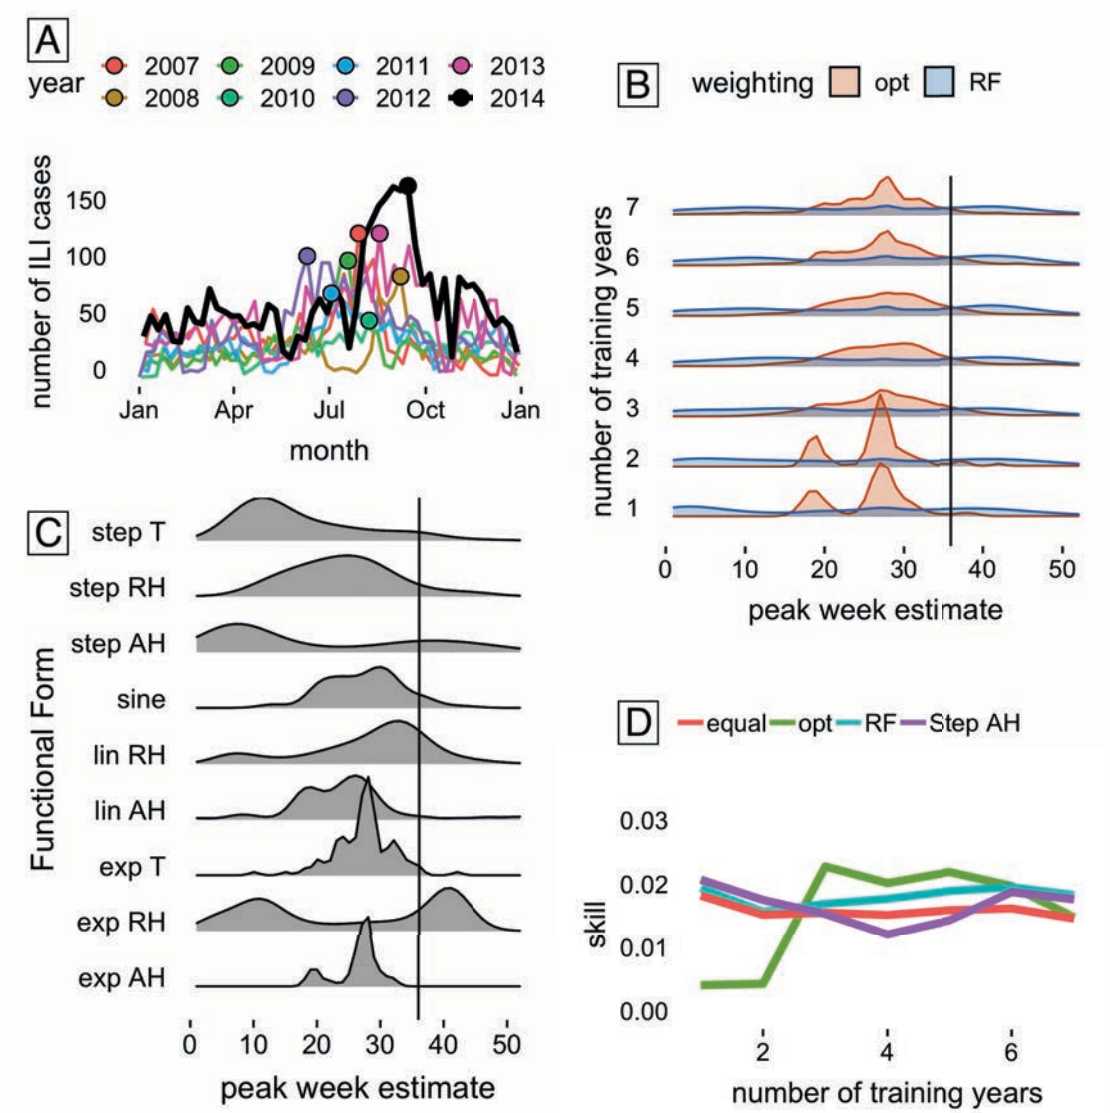 A
year
2007 2009 2011 2013
2008 2010 2012 2014
number of ILI cases
150
100
50
0
Jan Apr Jul Oct Jan
month
B
weighting opt RF
number of training years
7
6
5
4
3
2
1
0 10 20 30 40 50
peak week estimate
C
Functional Form
step T
step RH
step AH
sine
lin RH
lin AH
exp T
exp RH
exp AH
0 10 20 30 40 50
peak week estimate
D
equal opt RF Step AH
skill
0.03
0.02
0.01
0.00
2 4 6
number of training years